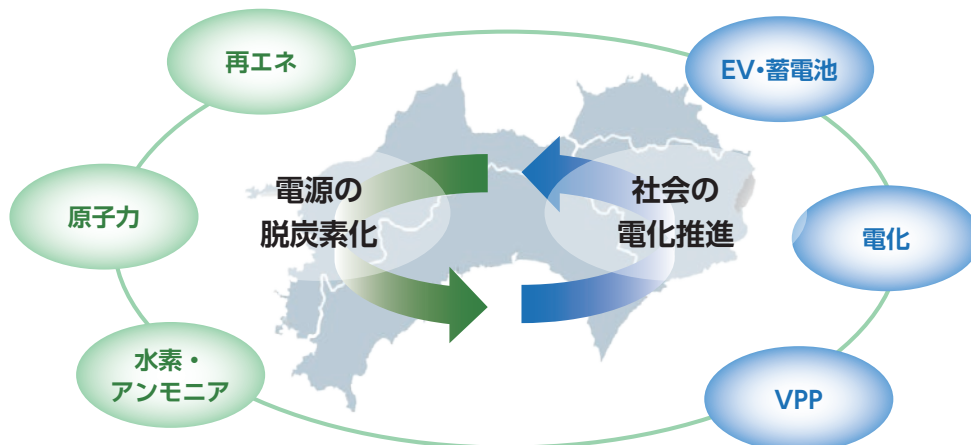 再エネ
EV・蓄電池
電源の
脱炭素化
社会の
電化推進
原子力
電化
水素・
アンモニア
VPP